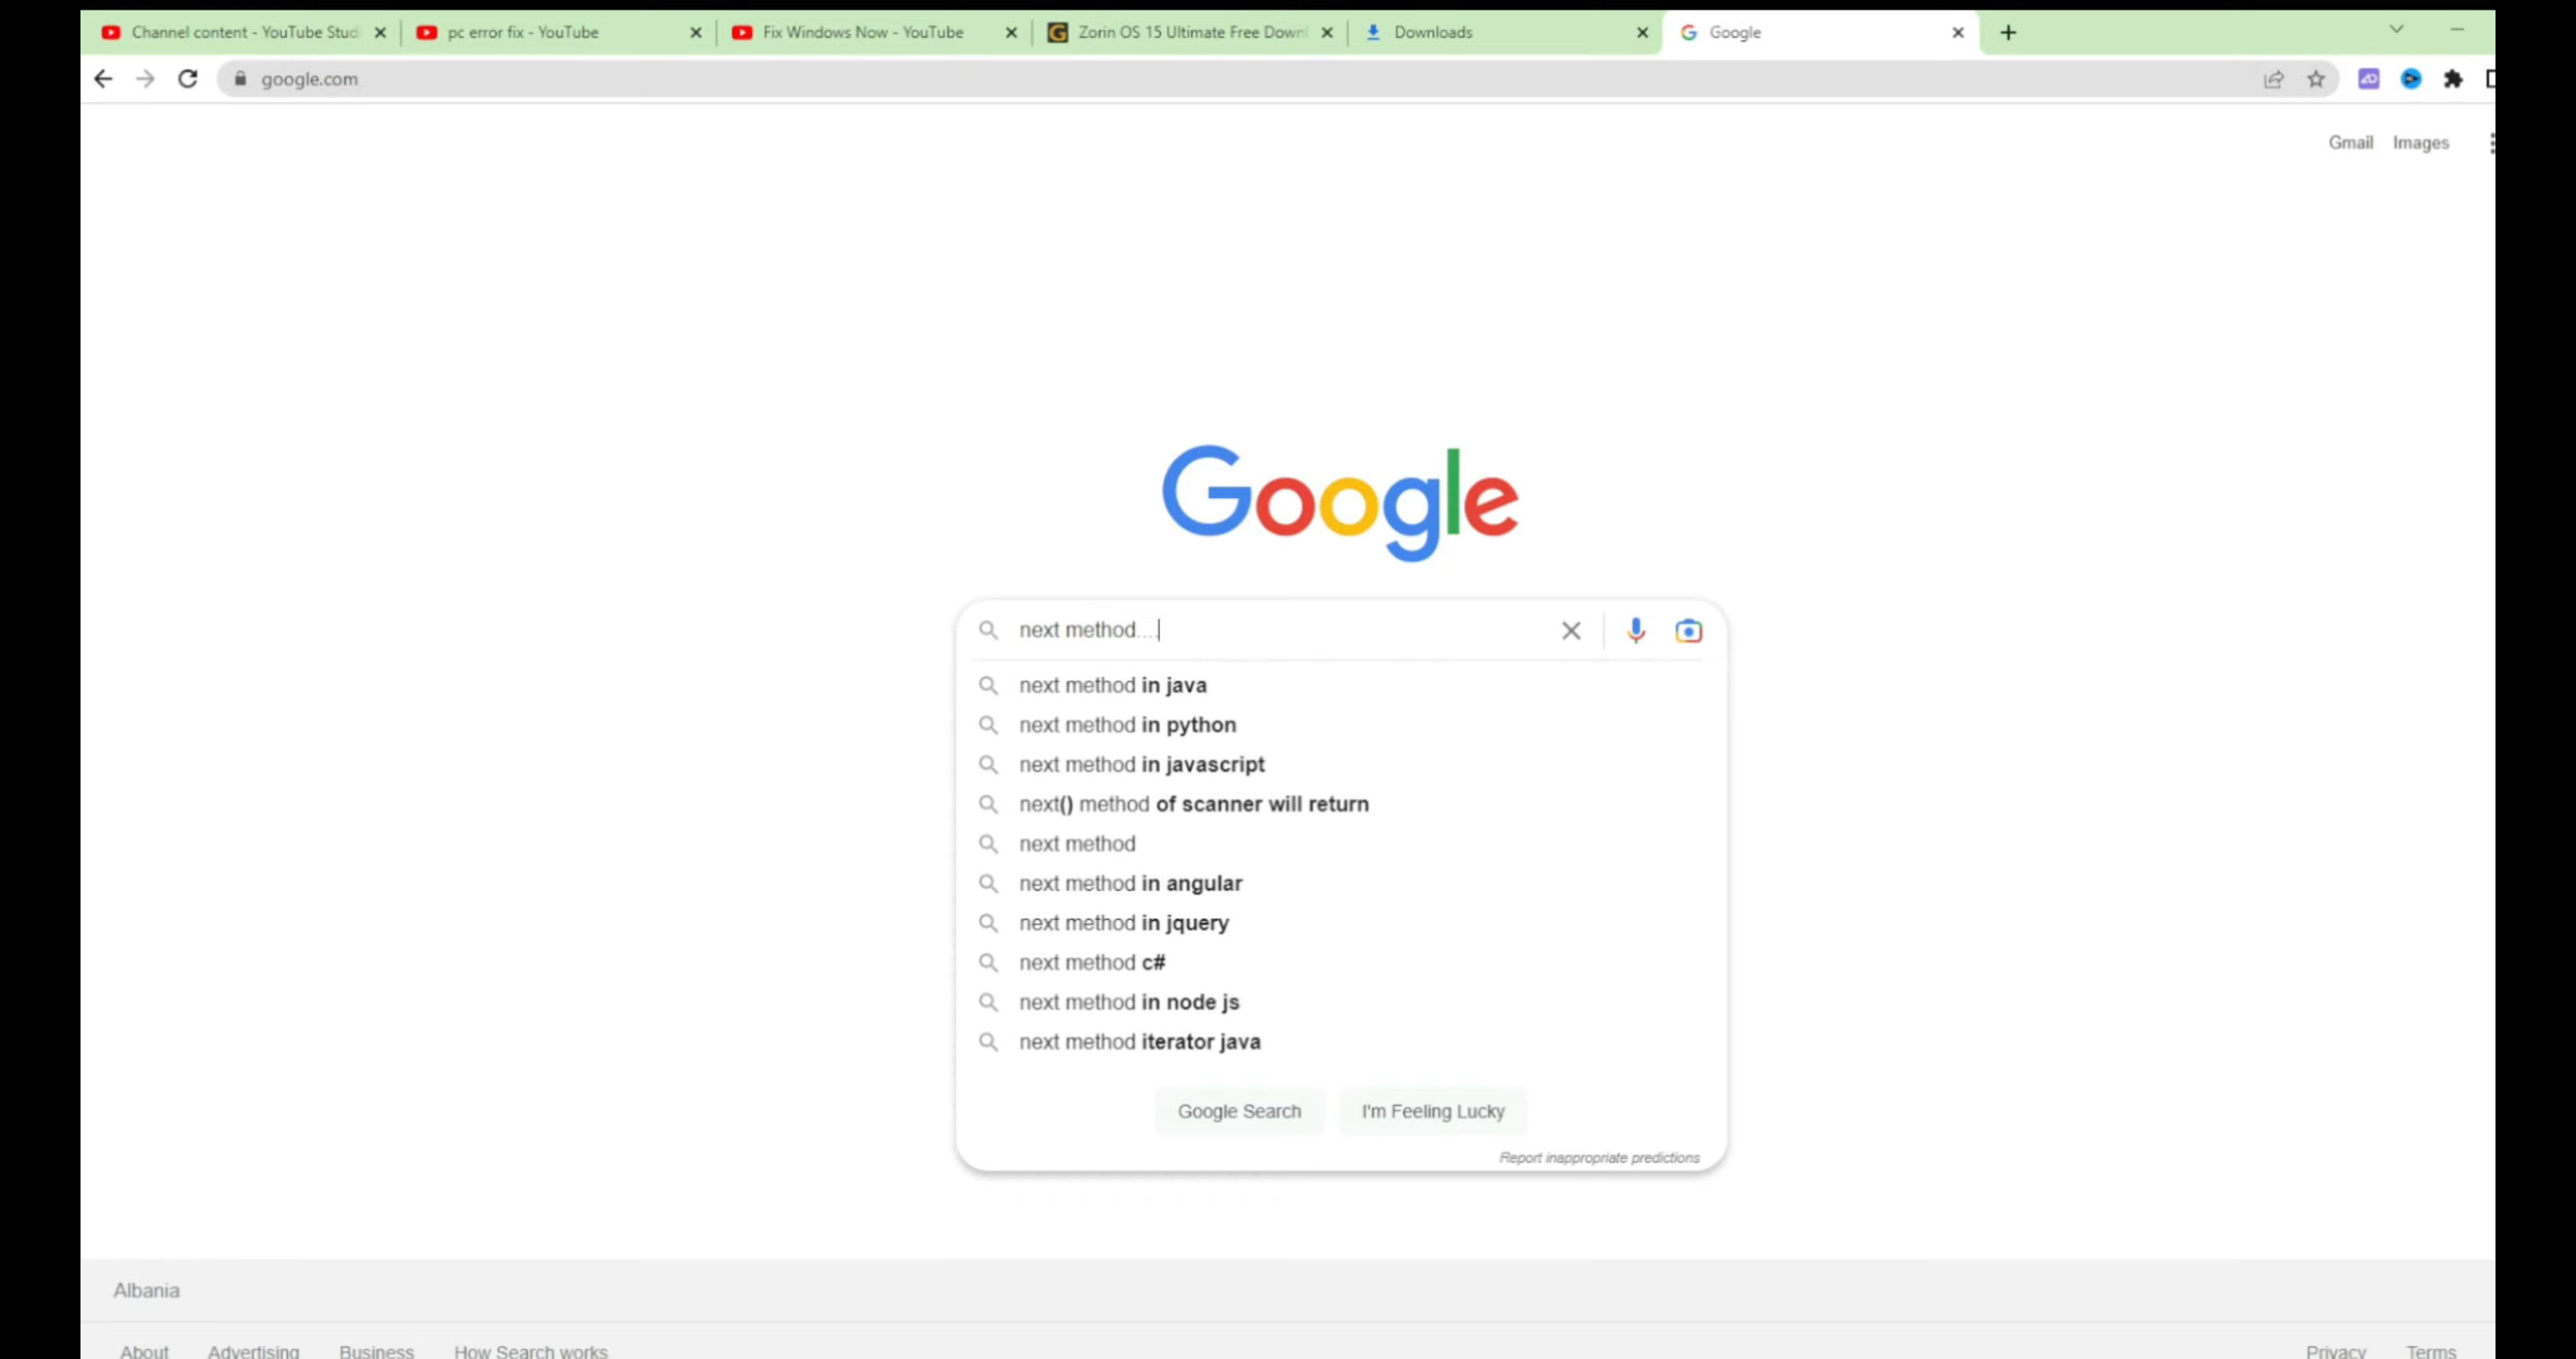 Channel content - YouTube Stud
pc error fix - YouTube
Fix Windows Now - YouTube
Zorin OS 15 Ultimate Free Downl
Downloads
Google
google.com
Gmail Images
Google
next method....
next method in java
next method in python
next method in javascript
next() method of scanner will return
next method
next method in angular
next method in jquery
next method c#
next method in node js
next method iterator java
Google Search I'm Feeling Lucky
Report inappropriate predictions
Albania
About Advertising Business How Search works Privacy Terms